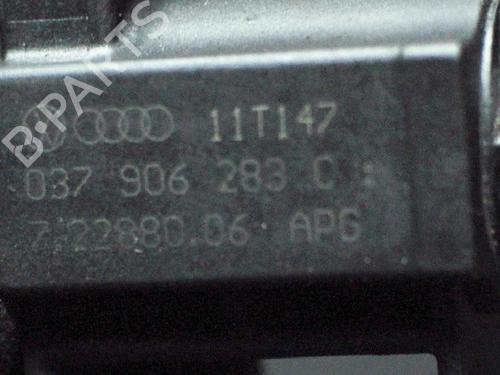 B-PARTS
11T147
037 906 283 C :
7.22880.06 APG